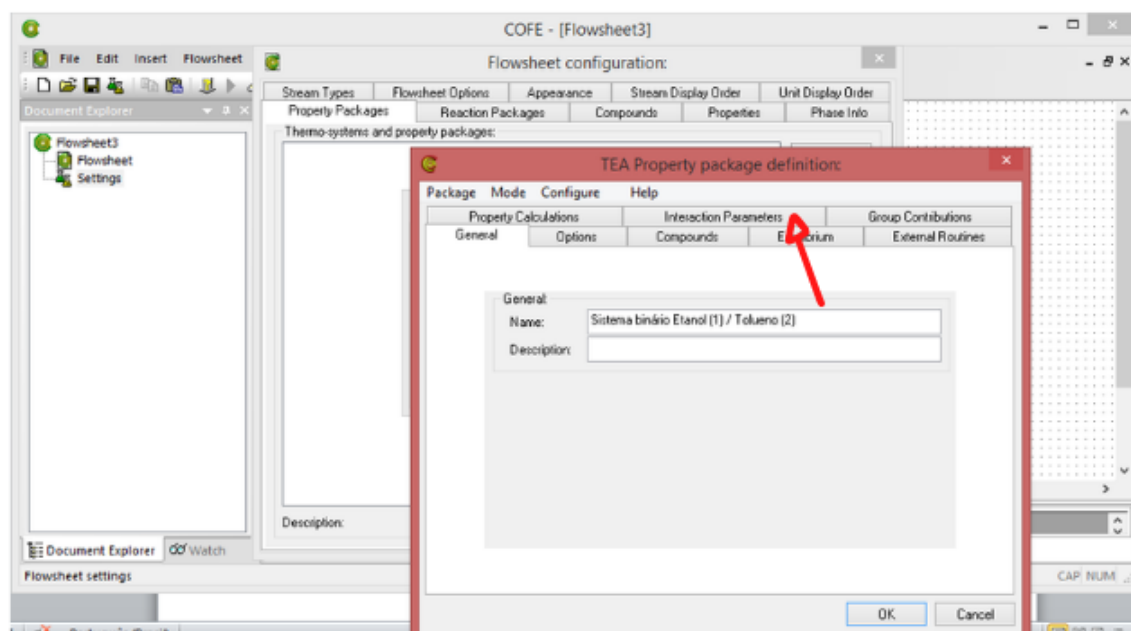 COFE - [Flowsheet3]
File Edit Insert Flowsheet
Flowsheet configuration:
Document Explorer
Flowsheet3
Flowsheet
Settings
Stream Types Flowsheet Options Appearance Stream Display Order Unit Display Order
Property Packages Reaction Packages Compounds Properties Phase Info
Thermo-systems and property packages:
TEA Property package definition:
Package Mode Configure Help
Property Calculations Interaction Parameters Group Contributions
General Options Compounds External Routines
General:
Name: Sistema binário Etanol (1) / Tolueno (2)
Description:
OK Cancel
Description:
Document Explorer Watch
Flowsheet settings
CAP NUM